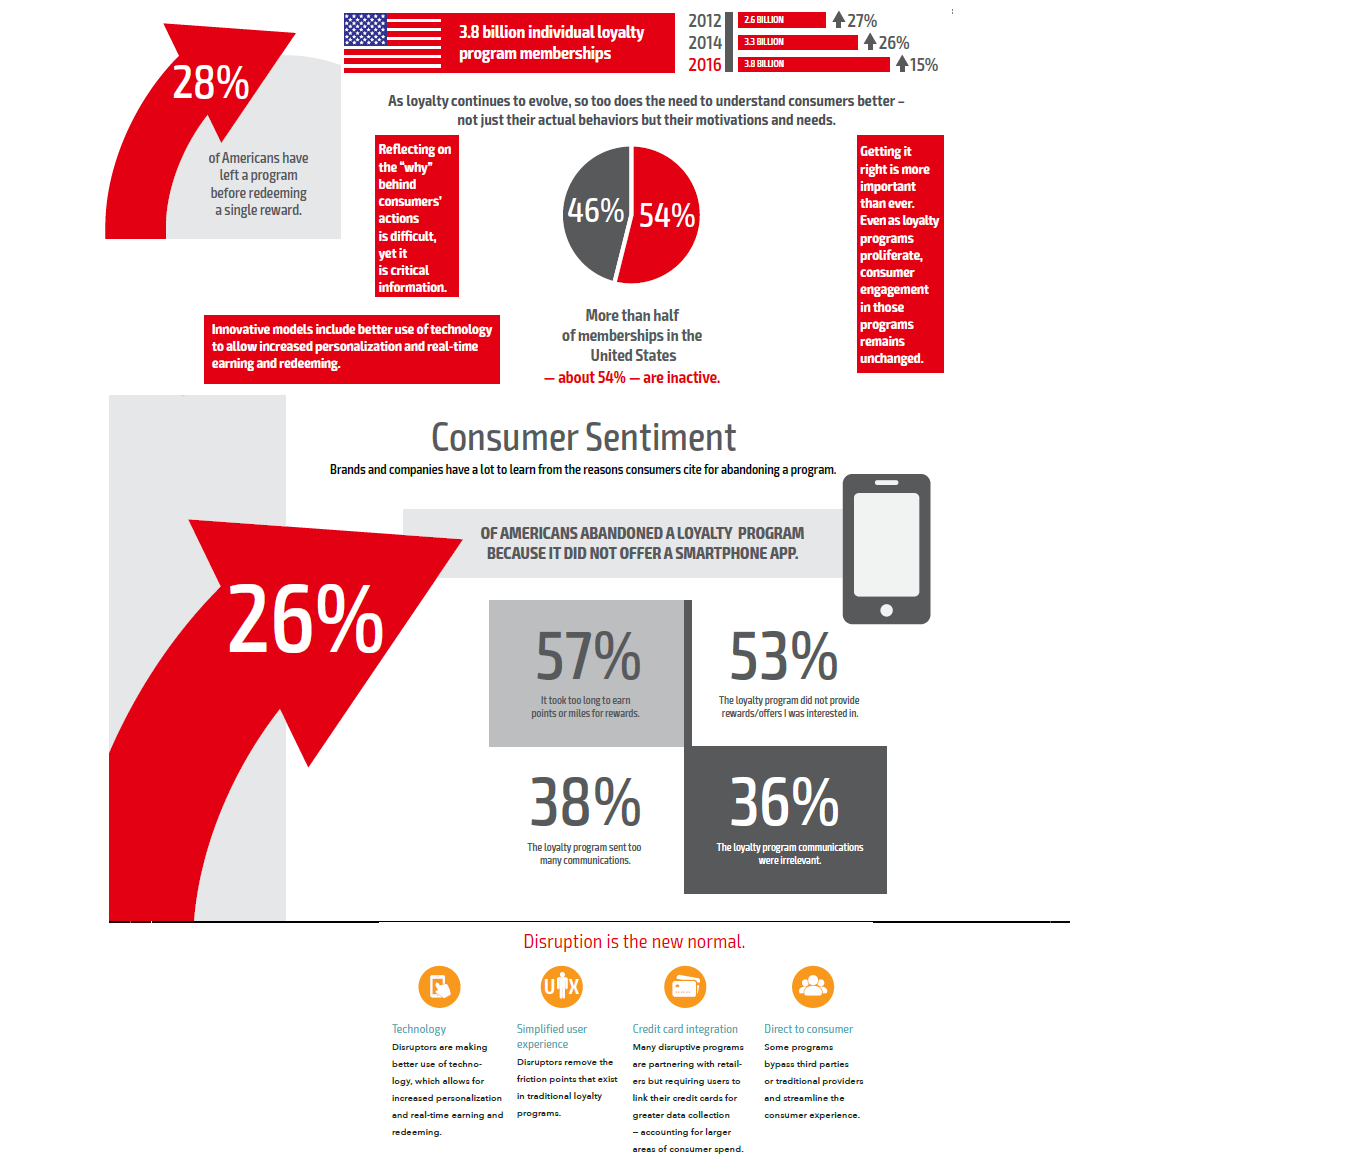 28%
of Americans have
left a program
before redeeming
a single reward.
3.8 billion individual loyalty
program memberships
2012 2.6 BILLION 27%
2014 3.3 BILLION 26%
2016 3.8 BILLION 15%
As loyalty continues to evolve, so too does the need to understand consumers better –
not just their actual behaviors but their motivations and needs.
Reflecting on
the “why”
behind
consumers’
actions
is difficult,
yet it
is critical
information.
46% 54%
More than half
of memberships in the
United States
— about 54% — are inactive.
Getting it
right is more
important
than ever.
Even as loyalty
programs
proliferate,
consumer
engagement
in those
programs
remains
unchanged.
Innovative models include better use of technology
to allow increased personalization and real-time
earning and redeeming.
Consumer Sentiment
Brands and companies have a lot to learn from the reasons consumers cite for abandoning a program.
26%
OF AMERICANS ABANDONED A LOYALTY PROGRAM
BECAUSE IT DID NOT OFFER A SMARTPHONE APP.
57%
It took too long to earn
points or miles for rewards.
53%
The loyalty program did not provide
rewards/offers I was interested in.
38%
The loyalty program sent too
many communications.
36%
The loyalty program communications
were irrelevant.
Disruption is the new normal.
Technology
Disruptors are making
better use of techno-
logy, which allows for
increased personalization
and real-time earning and
redeeming.
UX
Simplified user
experience
Disruptors remove the
friction points that exist
in traditional loyalty
programs.
Credit card integration
Many disruptive programs
are partnering with retail-
ers but requiring users to
link their credit cards for
greater data collection
– accounting for larger
areas of consumer spend.
Direct to consumer
Some programs
bypass third parties
or traditional providers
and streamline the
consumer experience.